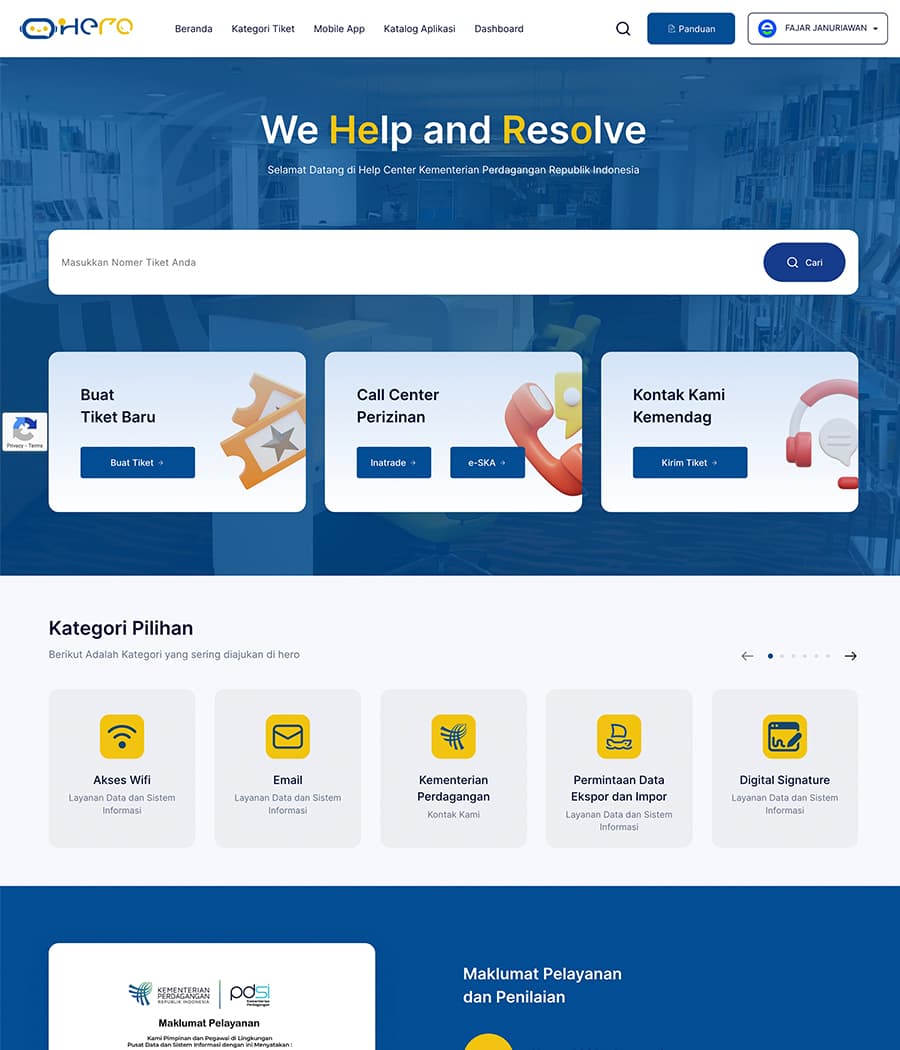 Hero
Beranda
Kategori Tiket
Mobile App
Katalog Aplikasi
Dashboard
Panduan
FAJAR JANURIAWAN
We Help and Resolve
Selamat Datang di Help Center Kementerian Perdagangan Republik Indonesia
Masukkan Nomer Tiket Anda
Cari
Buat
Tiket Baru
Buat Tiket
Call Center
Perizinan
Inatrade
e-SKA
Kontak Kami
Kemendag
Kirim Tiket
Privacy - Terms
Kategori Pilihan
Berikut Adalah Kategori yang sering diajukan di hero
Akses Wifi
Layanan Data dan Sistem
Informasi
Email
Layanan Data dan Sistem
Informasi
Kementerian
Perdagangan
Kontak Kami
Permintaan Data
Ekspor dan Impor
Layanan Data dan Sistem
Informasi
Digital Signature
Layanan Data dan Sistem
Informasi
KEMENTERIAN
PERDAGANGAN
REPUBLIK INDONESIA
pdsi
Kementerian
Perdagangan
Maklumat Pelayanan
Kami Pimpinan dan Pegawai di Lingkungan
Pusat Data dan Sistem Informasi dengan ini Menyatakan :
Maklumat Pelayanan
dan Penilaian